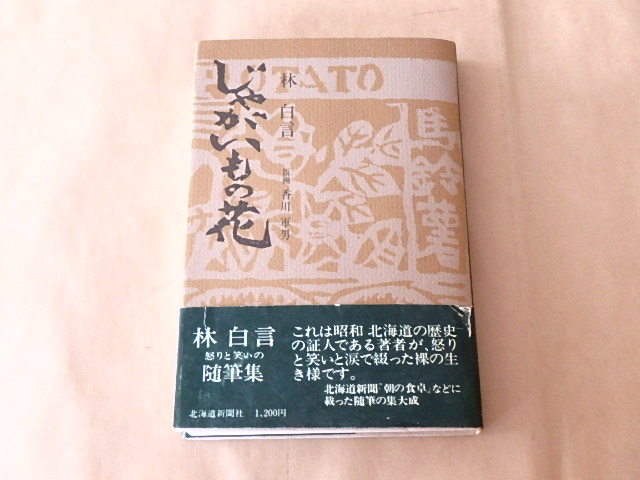 POTATO
馬鈴薯
じゃがいもの花
林 白言
版画 香川 軍男
林 白言
怒りと笑いの
随筆集
北海道新聞社 1,200円
これは昭和 北海道の歴史
の証人である著者が、怒り
と笑いと涙で綴った裸の生
き様です。
北海道新聞『朝の食卓』などに
載った随筆の集大成